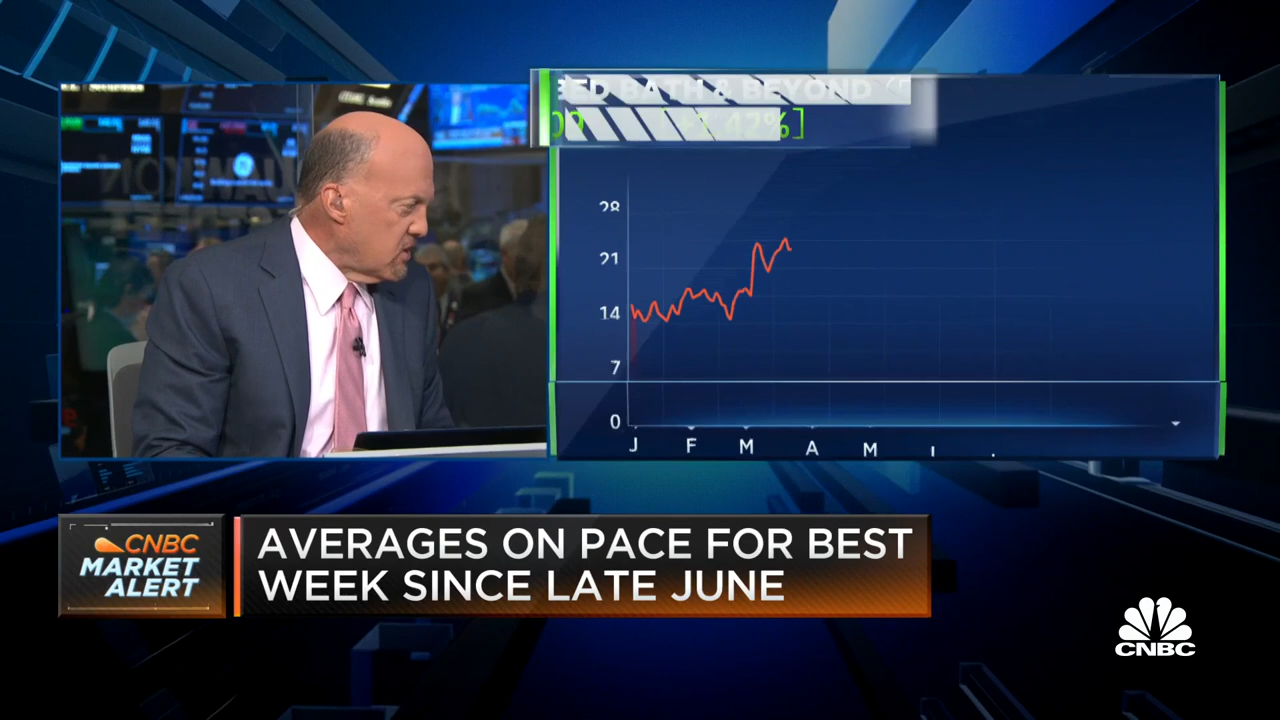 BED BATH & BEYOND
28
21
14
7
0
J F M A M
CNBC
MARKET
ALERT
AVERAGES ON PACE FOR BEST
WEEK SINCE LATE JUNE
CNBC